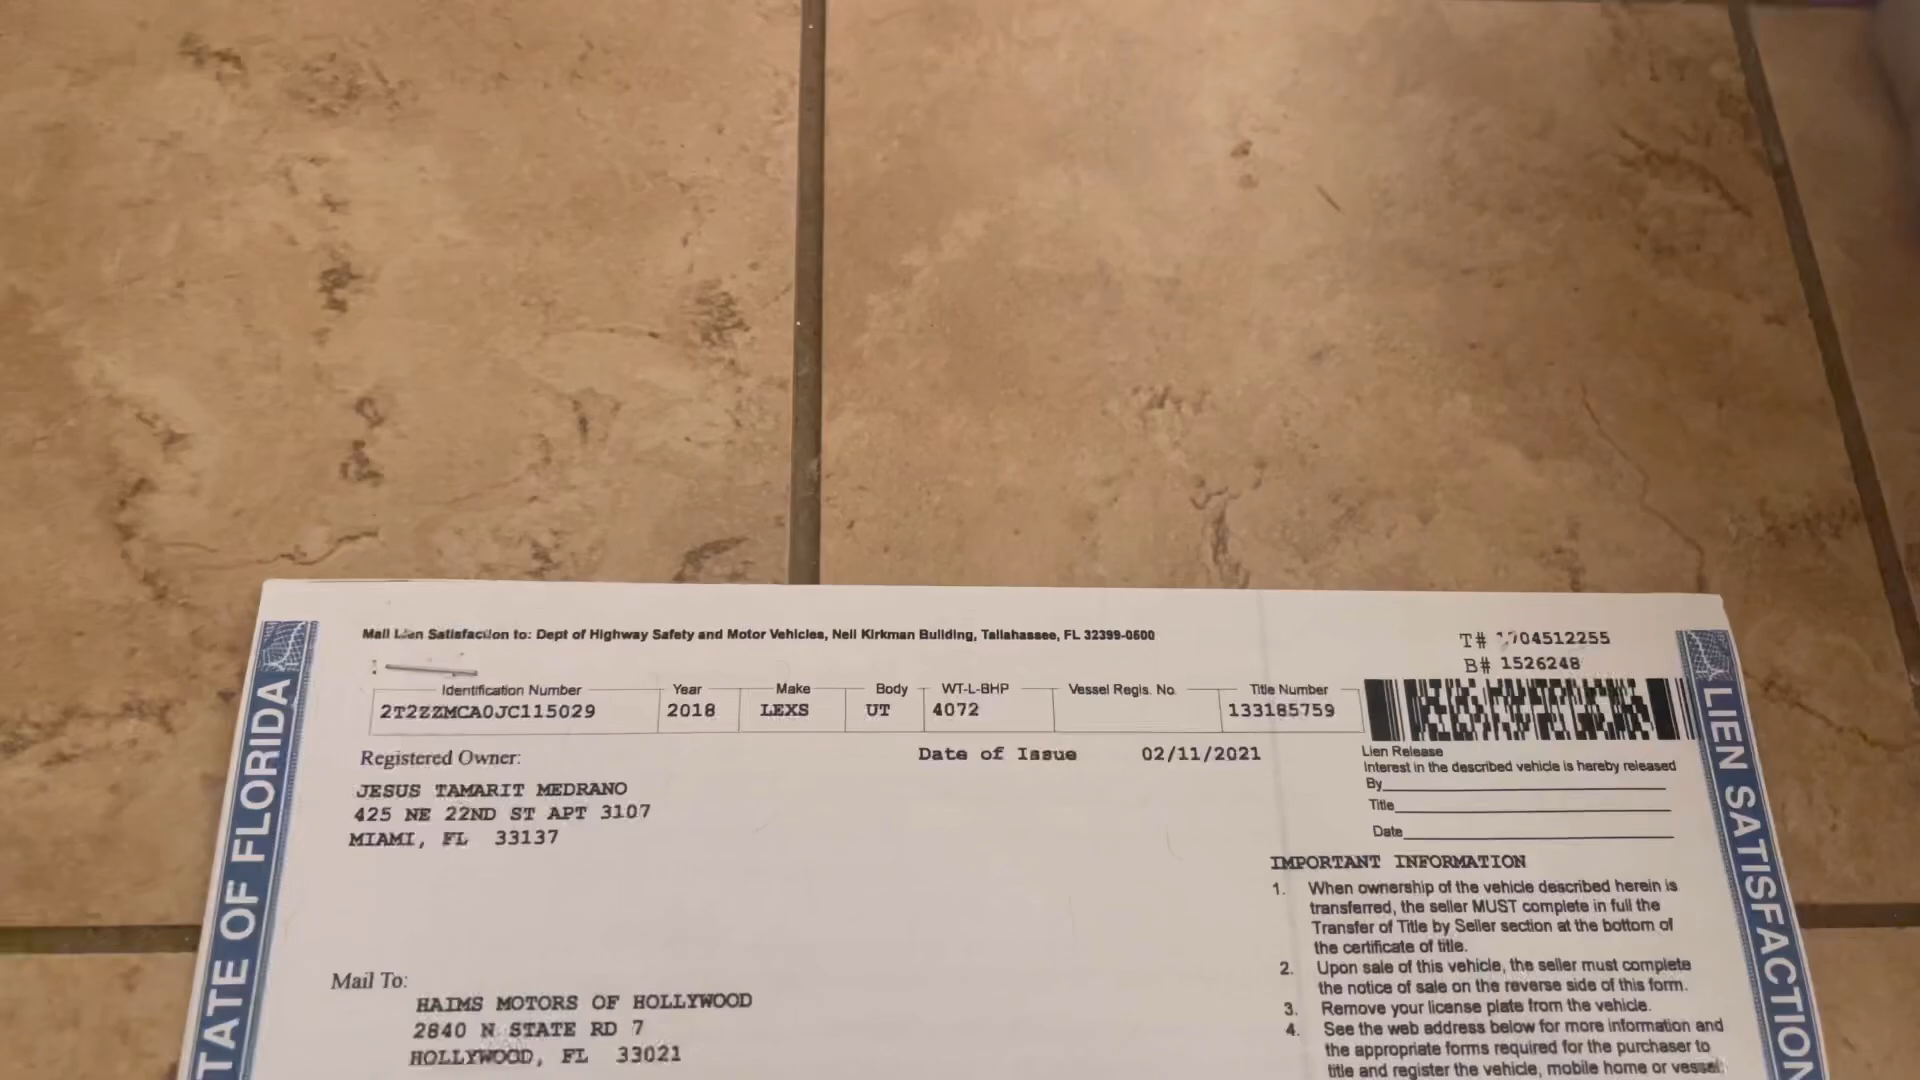 Mail Lien Satisfaction to: Dept of Highway Safety and Motor Vehicles, Neil Kirkman Building, Tallahassee, FL 32399-0500
T# 1704512255
B# 1526248
Identification Number Year Make Body WT-L-BHP Vessel Regis. No. Title Number
2T2ZZMCA0JC115029 2018 LEXS UT 4072 133185759
Registered Owner:
Date of Issue 02/11/2021
JESUS TAMARIT MEDRANO
425 NE 22ND ST APT 3107
MIAMI, FL 33137
Lien Release
Interest in the described vehicle is hereby released
By
Title
Date
IMPORTANT INFORMATION
1. When ownership of the vehicle described herein is
transferred, the seller MUST complete in full the
Transfer of Title by Seller section at the bottom of
the certificate of title.
2. Upon sale of this vehicle, the seller must complete
the notice of sale on the reverse side of this form.
3. Remove your license plate from the vehicle.
4. See the web address below for more information and
the appropriate forms required for the purchaser to
title and register the vehicle, mobile home or vessel
Mail To:
HAIMS MOTORS OF HOLLYWOOD
2840 N STATE RD 7
HOLLYWOOD, FL 33021
TATE OF FLORIDA
LIEN SATISFACTION